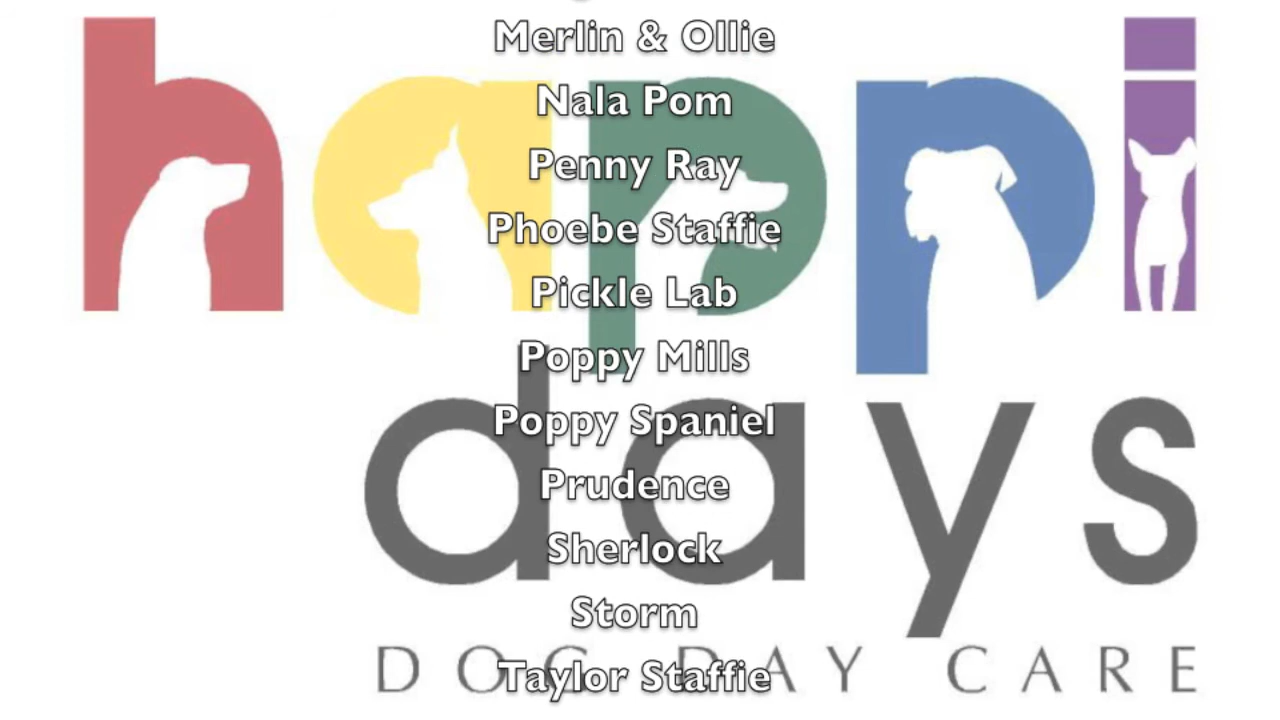 Merlin & Ollie
Nala Pom
Penny Ray
Phoebe Staffie
Pickle Lab
Poppy Mills
Poppy Spaniel
Prudence
Sherlock
Storm
Taylor Staffie
happi
days
DOG DAY CARE